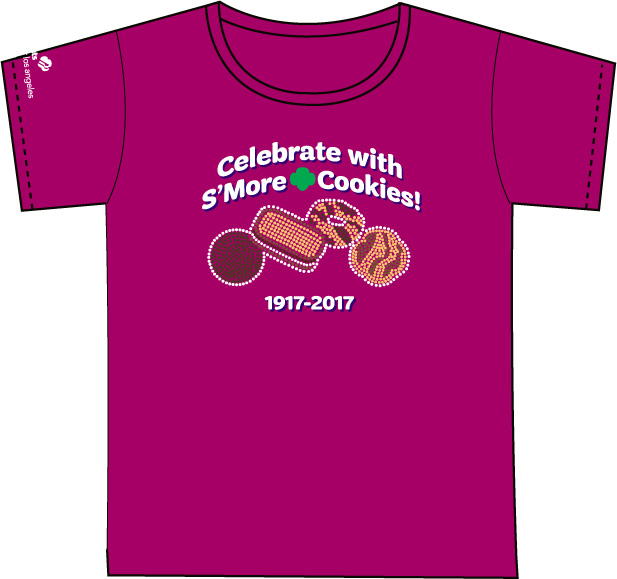 Celebrate with
S'More Cookies!
1917-2017
los angeles